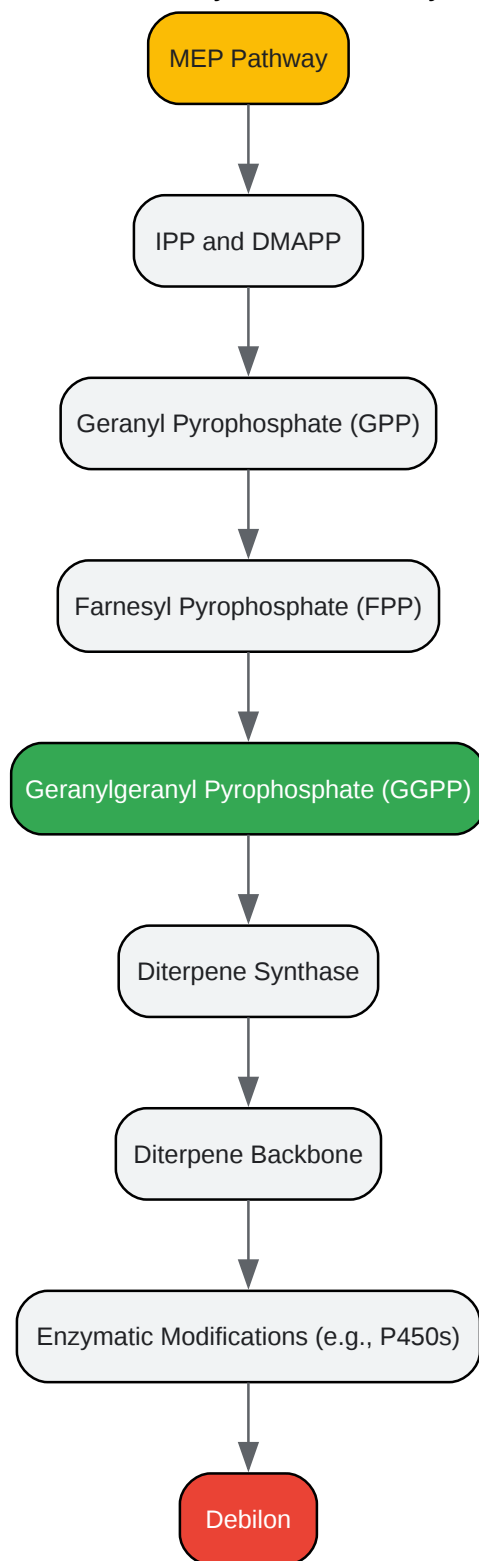 MEP Pathway
IPP and DMAPP
Geranyl Pyrophosphate (GPP)
Farnesyl Pyrophosphate (FPP)
Geranylgeranyl Pyrophosphate (GGPP)
Diterpene Synthase
Diterpene Backbone
Enzymatic Modifications (e.g., P450s)
Debilon